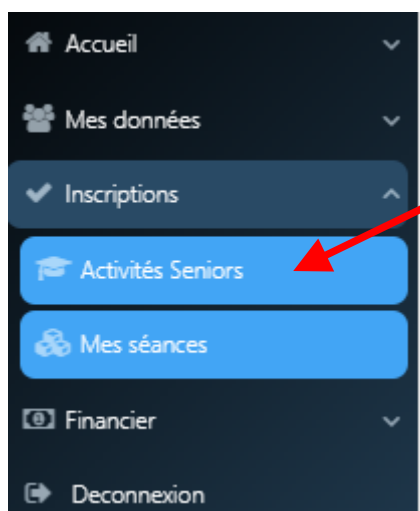 Accueil
Mes données
Inscriptions
Activités Seniors
Mes séances
Financier
Deconnexion